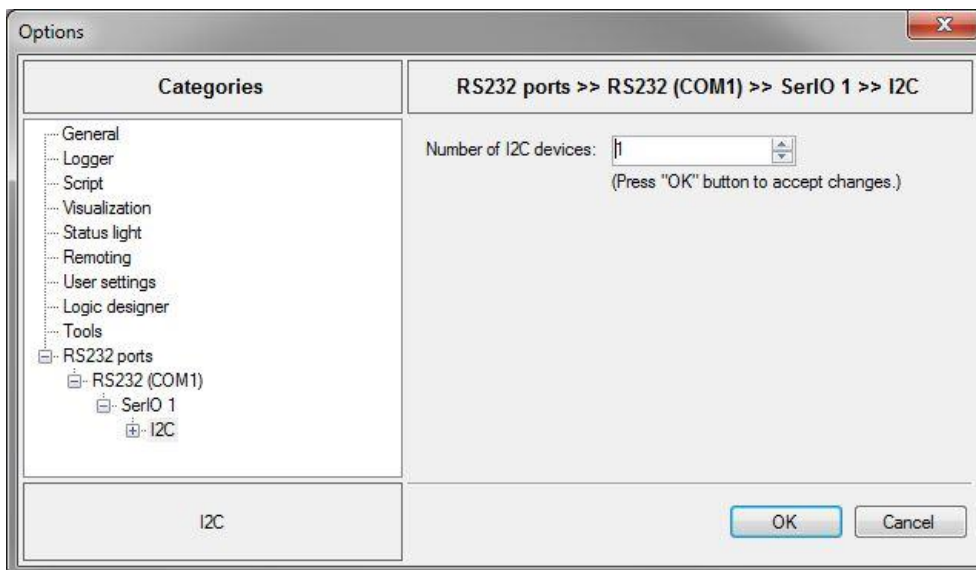 Options
Categories
General
Logger
Script
Visualization
Status light
Remoting
User settings
Logic designer
Tools
RS232 ports
RS232 (COM1)
SerIO 1
I2C
I2C
RS232 ports >> RS232 (COM1) >> SerIO 1 >> I2C
Number of I2C devices: 1
(Press "OK" button to accept changes.)
OK Cancel